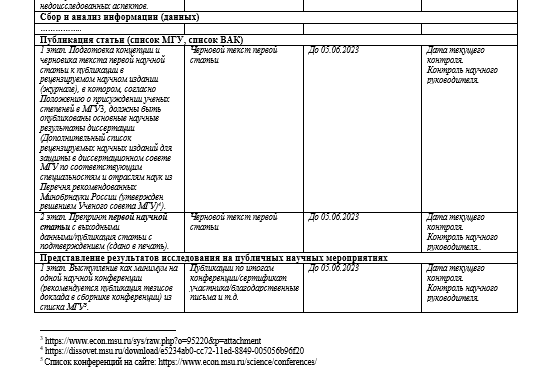 недоисследованных аспектов.
Сбор и анализ информации (данных)
……………..
Публикация статьи (список МГУ, список ВАК)
1 этап. Подготовка концепции и
черновика текста первой научной
статьи к публикации в
рецензируемом научном издании
(журнале), в котором, согласно
Положению о присуждении ученых
степеней в МГУ3, должны быть
опубликованы основные научные
результаты диссертации
(Дополнительный список
рецензируемых научных изданий для
защиты в диссертационном совете
МГУ по соответствующим
специальностям и отраслям наук из
Перечня рекомендованных
Минобрнауки России (утвержден
решением Ученого совета МГУ)⁴).
Черновой текст первой
статьи
До 05.06.2023
Дата текущего
контроля.
Контроль научного
руководителя.
2 этап. Препринт первой научной
статьи с выходными
данными/публикация статьи с
подтверждением (сдано в печать).
Черновой текст первой
статьи
До 05.06.2023
Дата текущего
контроля.
Контроль научного
руководителя..
Представление результатов исследования на публичных научных мероприятиях
1 этап. Выступление как минимум на
одной научной конференции
(рекомендуется публикация тезисов
доклада в сборнике конференции) из
списка МГУ⁵.
Публикации по итогам
конференции/сертификат
участника/благодарственные
письма и т.д.
До 05.06.2023
Дата текущего
контроля.
Контроль научного
руководителя.
³ https://www.econ.msu.ru/sys/raw.php?o=95220&p=attachment
⁴ https://dissovet.msu.ru/download/e5234ab0-cc72-11ed-8849-005056b96f20
⁵ Список конференций на сайте: https://www.econ.msu.ru/science/conferences/